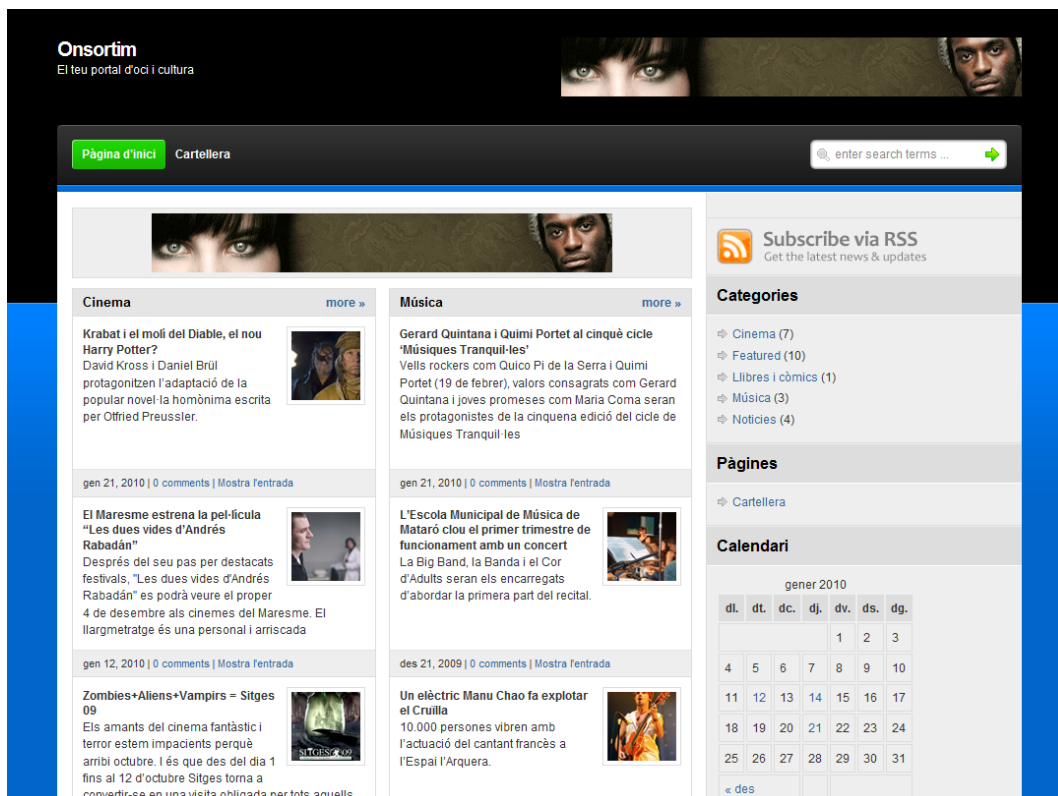 Onsortim
El teu portal d'oci i cultura
Pàgina d'inici
Cartellera
enter search terms ...
Cinema
more »
Krabat i el molí del Diable, el nou
Harry Potter?
David Kross i Daniel Brül
protagonitzen l'adaptació de la
popular novel·la homònima escrita
per Otfried Preussler.
gen 21, 2010 | 0 comments | Mostra l'entrada
El Maresme estrena la pel·lícula
“Les dues vides d'Andrés
Rabadán”
Després del seu pas per destacats
festivals, "Les dues vides d'Andrés
Rabadán" es podrà veure el proper
4 de desembre als cinemes del Maresme. El
llargmetratge és una personal i arriscada
gen 12, 2010 | 0 comments | Mostra l'entrada
Zombies+Aliens+Vampirs = Sitges
09
Els amants del cinema fantàstic i
terror estem impacients perquè
arribi octubre. I és que des del dia 1
fins al 12 d'octubre Sitges torna a
convertir-se en una visita obligada per tots aquells
SITGES 09
Música
more »
Gerard Quintana i Quimi Portet al cinquè cicle
‘Músiques Tranquil·les’
Vells rockers com Quico Pi de la Serra i Quimi
Portet (19 de febrer), valors consagrats com Gerard
Quintana i joves promeses com Maria Coma seran
els protagonistes de la cinquena edició del cicle de
Músiques Tranquil·les
gen 21, 2010 | 0 comments | Mostra l'entrada
L'Escola Municipal de Música de
Mataró clou el primer trimestre de
funcionament amb un concert
La Big Band, la Banda i el Cor
d'Adults seran els encarregats
d'abordar la primera part del recital.
des 21, 2009 | 0 comments | Mostra l'entrada
Un elèctric Manu Chao fa explotar
el Cruïlla
10.000 persones vibren amb
l'actuació del cantant francès a
l'Espai l'Arquera.
Subscribe via RSS
Get the latest news & updates
Categories
Cinema (7)
Featured (10)
Llibres i còmics (1)
Música (3)
Noticies (4)
Pàgines
Cartellera
Calendari
gener 2010
dl. dt. dc. dj. dv. ds. dg.
1 2 3
4 5 6 7 8 9 10
11 12 13 14 15 16 17
18 19 20 21 22 23 24
25 26 27 28 29 30 31
« des